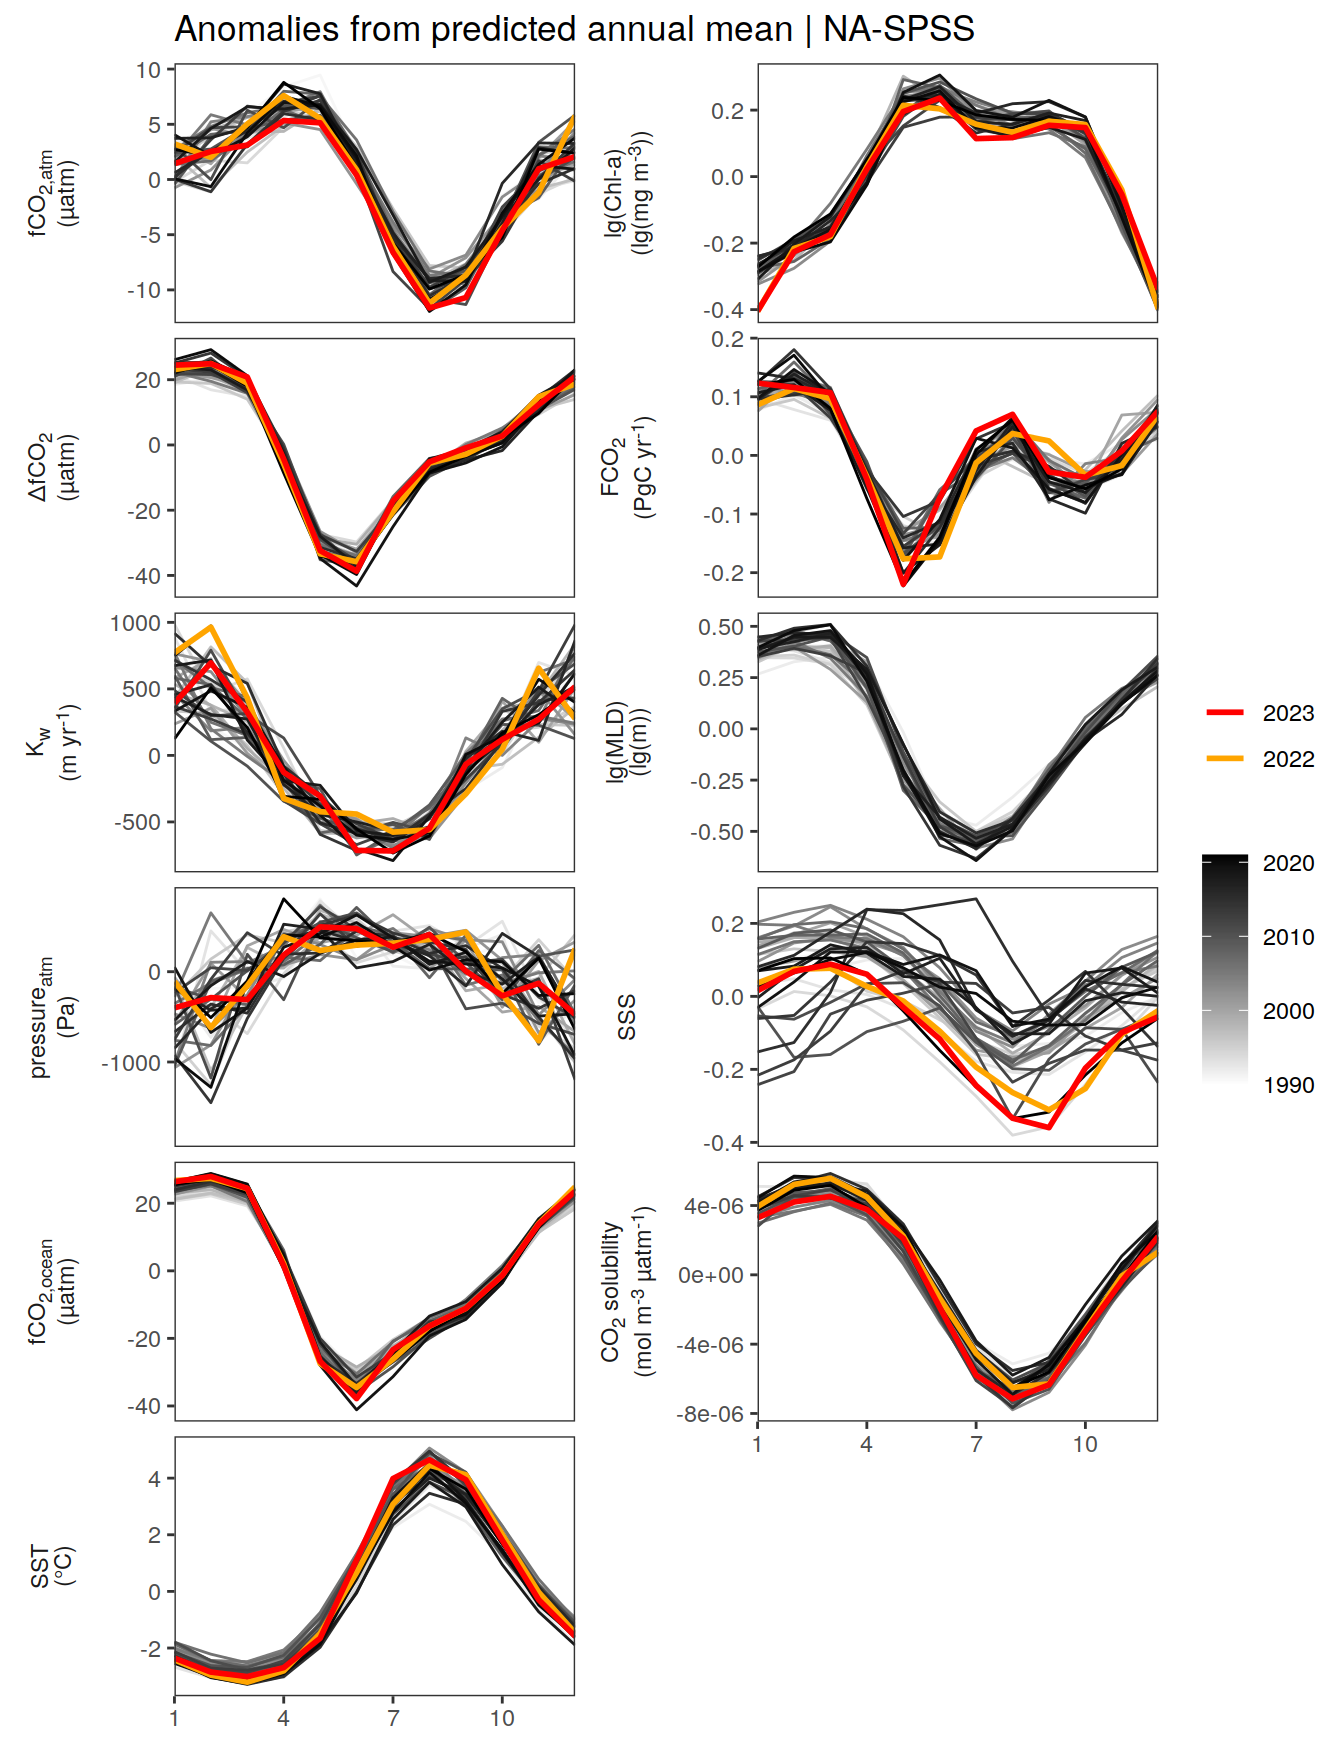 Anomalies from predicted annual mean | NA-SPSS
fCO2,atm
(µatm)
10
5
0
-5
-10
lg(Chl-a)
(lg(mg m-3))
0.2
0.0
-0.2
-0.4
ΔfCO2
(µatm)
20
0
-20
-40
FCO2
(PgC yr-1)
0.2
0.1
0.0
-0.1
-0.2
Kw
(m yr-1)
1000
500
0
-500
lg(MLD)
(lg(m))
0.50
0.25
0.00
-0.25
-0.50
pressureatm
(Pa)
0
-1000
SSS
0.2
0.0
-0.2
-0.4
fCO2,ocean
(µatm)
20
0
-20
-40
CO2 solubility
(mol m-3 µatm-1)
4e-06
0e+00
-4e-06
-8e-06
1 4 7 10
SST
(°C)
4
2
0
-2
1 4 7 10
2023
2022
2020
2010
2000
1990